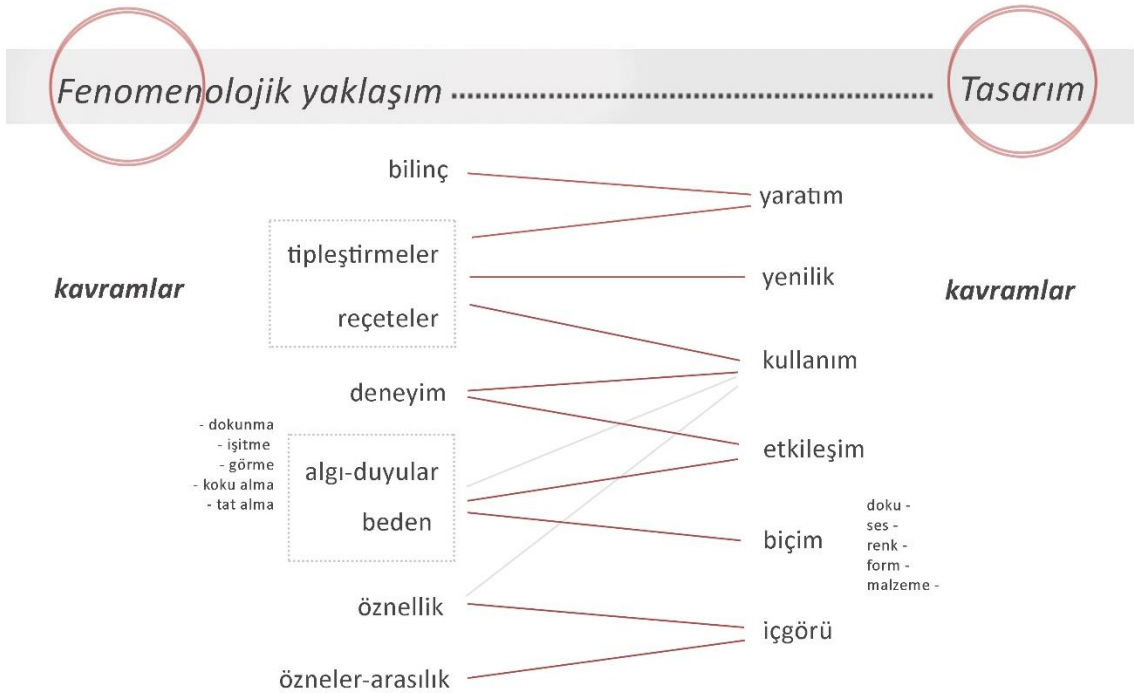 Fenomenolojik yaklaşım
Tasarım
kavramlar
bilinç
tipleştirmeler
reçeteler
deneyim
- dokunma
- işitme
- görme
- koku alma
- tat alma
algı-duyular
beden
öznellik
özneler-arasılık
yaratım
yenilik
kullanım
etkileşim
biçim
doku -
ses -
renk -
form -
malzeme -
içgörü
kavramlar